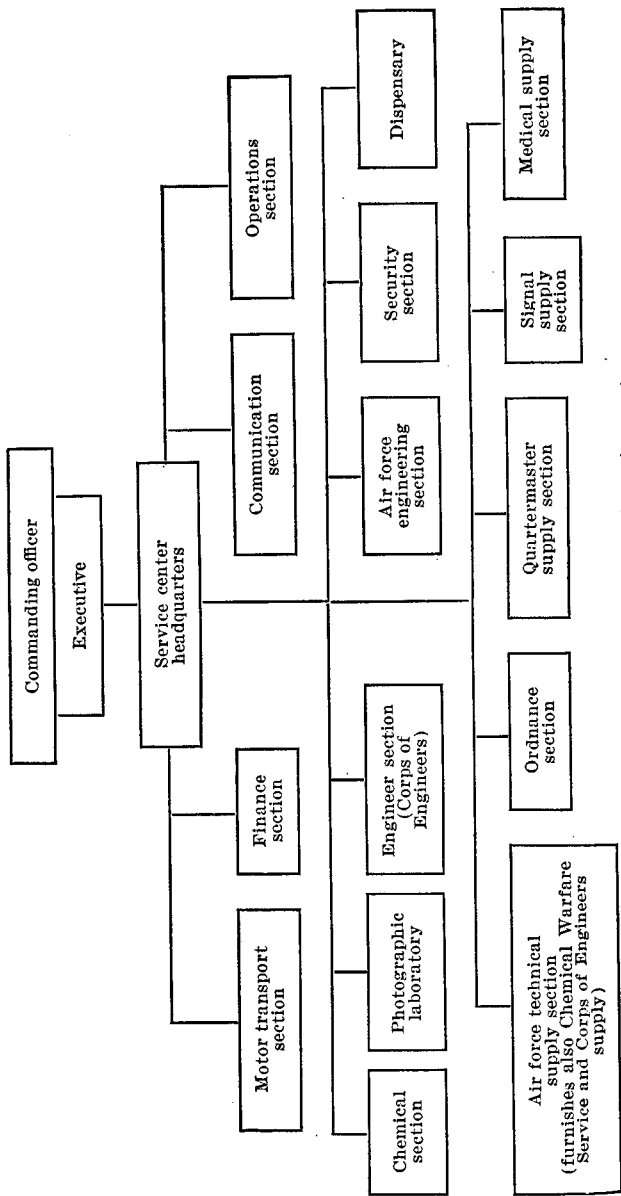 Commanding officer
Executive
Service center
headquarters
Motor transport
section
Finance
section
Communication
section
Operations
section
Chemical
section
Photographic
laboratory
Engineer section
(Corps of
Engineers)
Air force
engineering
section
Security
section
Dispensary
Air force technical
supply section
(furnishes also Chemical Warfare
Service and Corps of Engineers
supply)
Ordnance
section
Quartermaster
supply section
Signal
supply
section
Medical supply
section